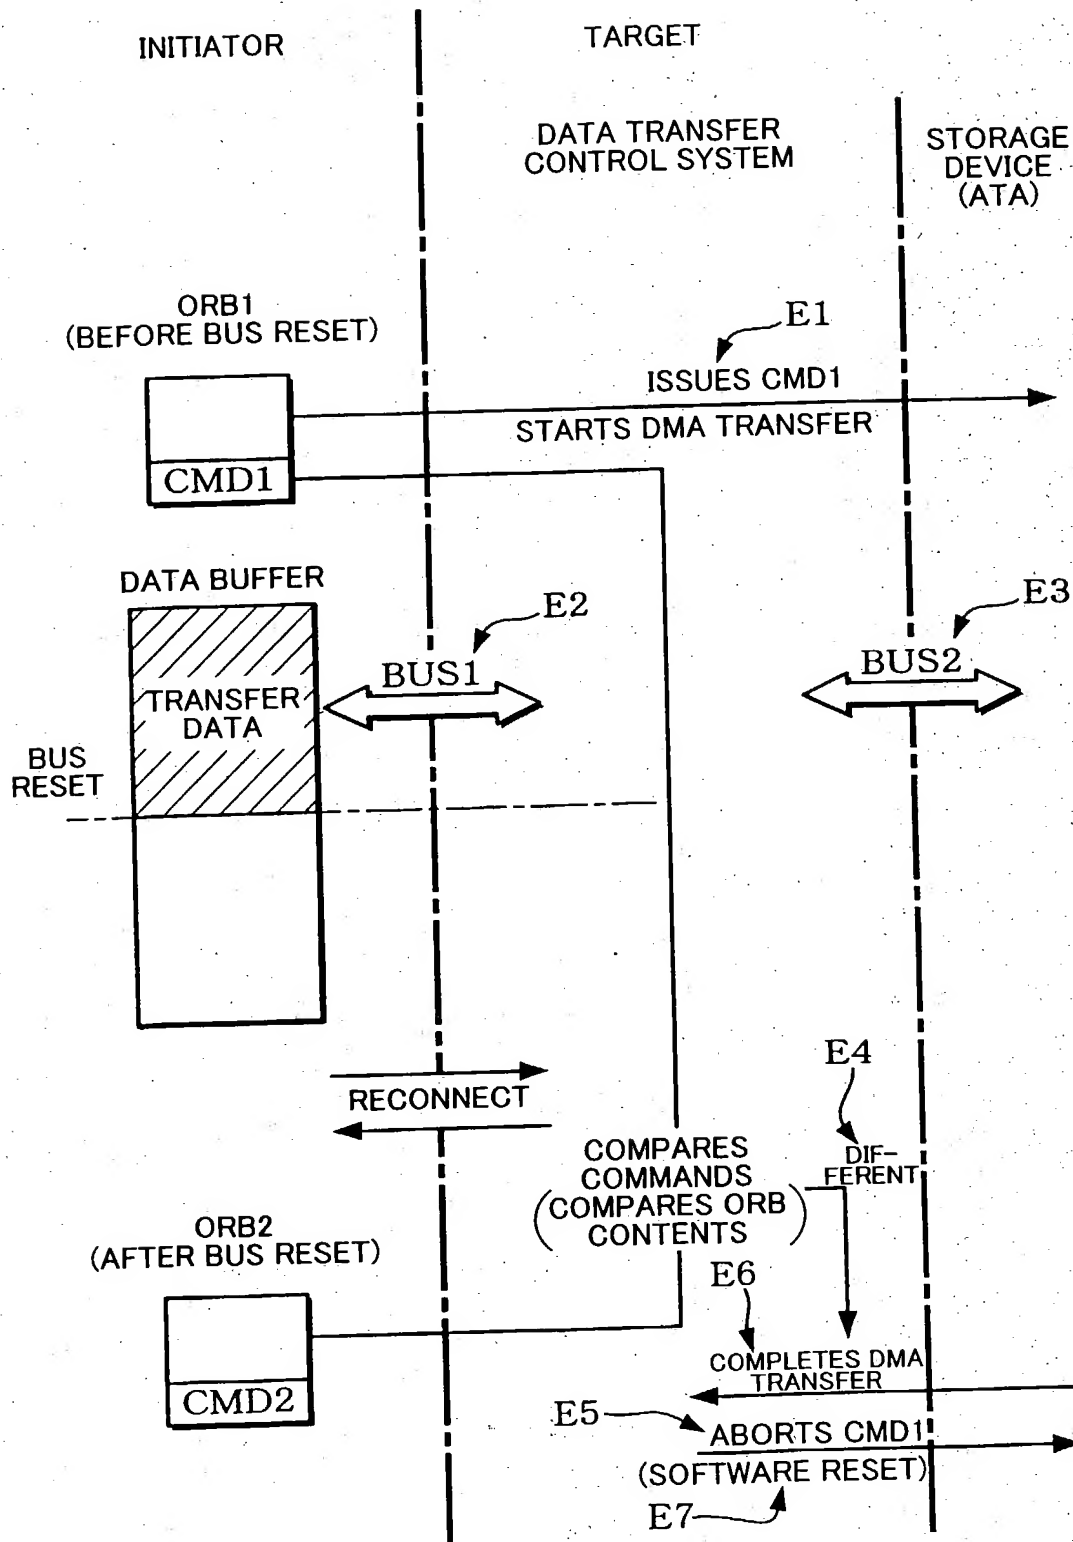 INITIATOR
TARGET
DATA TRANSFER
CONTROL SYSTEM
STORAGE
DEVICE
(ATA)
ORB1
(BEFORE BUS RESET)
E1
ISSUES CMD1
STARTS DMA TRANSFER
CMD1
DATA BUFFER
E2
E3
BUS1
BUS2
TRANSFER
DATA
BUS
RESET
RECONNECT
E4
DIF-
FERENT
COMPARES
COMMANDS
(COMPARES ORB
CONTENTS)
ORB2
(AFTER BUS RESET)
E6
COMPLETES DMA
TRANSFER
CMD2
E5
ABORTS CMD1
(SOFTWARE RESET)
E7